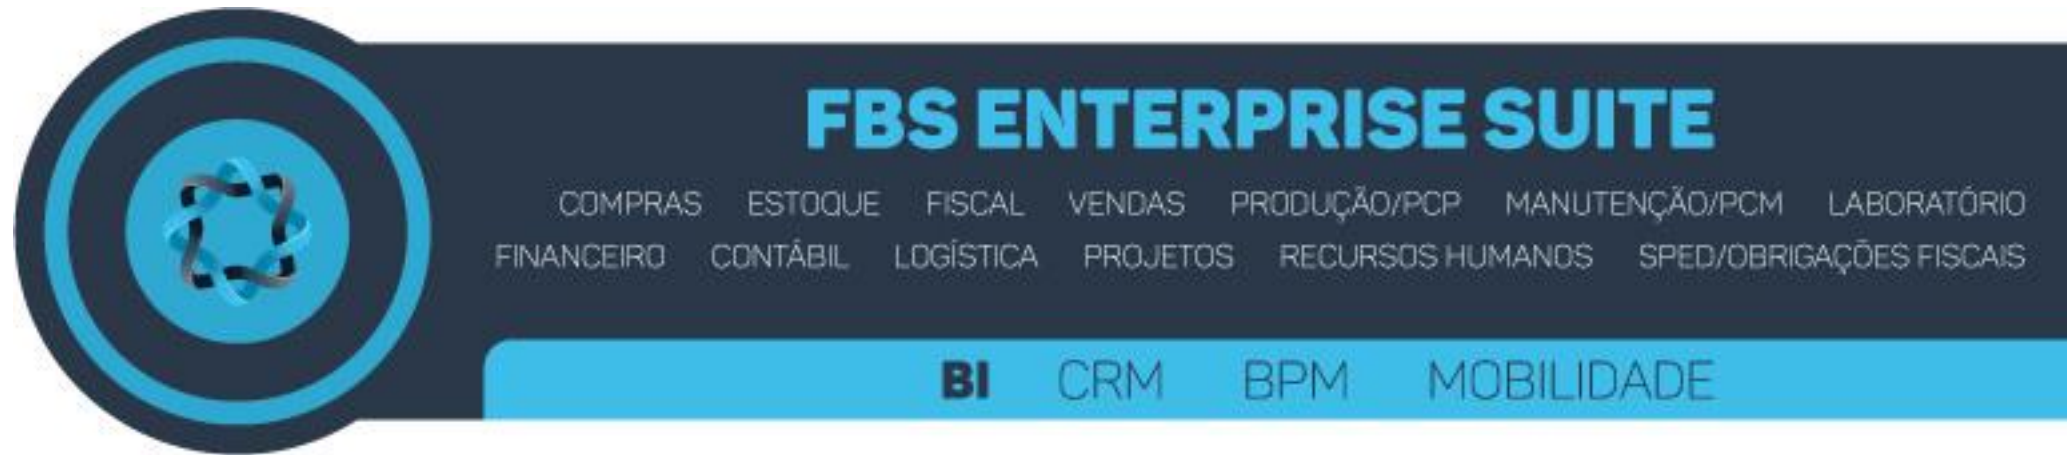 FBS ENTERPRISE SUITE
COMPRAS ESTOQUE FISCAL VENDAS PRODUÇÃO/PCP MANUTENÇÃO/PCM LABORATÓRIO
FINANCEIRO CONTÁBIL LOGÍSTICA PROJETOS RECURSOS HUMANOS SPED/OBRIGAÇÕES FISCAIS
BI CRM BPM MOBILIDADE